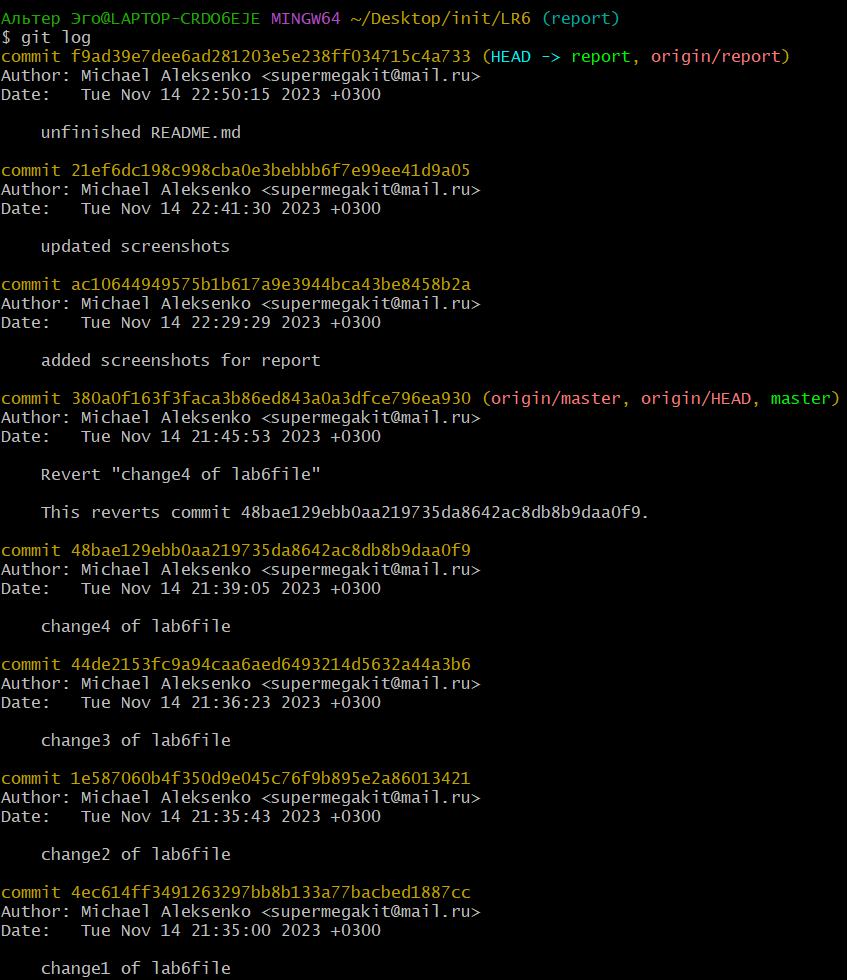 Альтер Эго@LAPTOP-CRDO6EJE MINGW64 ~/Desktop/init/LR6 (report)
$ git log
commit f9ad39e7dee6ad281203e5e238ff034715c4a733 (HEAD -> report, origin/report)
Author: Michael Aleksenko <supermegakit@mail.ru>
Date:   Tue Nov 14 22:50:15 2023 +0300
    unfinished README.md
commit 21ef6dc198c998cba0e3bebbb6f7e99ee41d9a05
Author: Michael Aleksenko <supermegakit@mail.ru>
Date:   Tue Nov 14 22:41:30 2023 +0300
    updated screenshots
commit ac10644949575b1b617a9e3944bca43be8458b2a
Author: Michael Aleksenko <supermegakit@mail.ru>
Date:   Tue Nov 14 22:29:29 2023 +0300
    added screenshots for report
commit 380a0f163f3faca3b86ed843a0a3dfce796ea930 (origin/master, origin/HEAD, master)
Author: Michael Aleksenko <supermegakit@mail.ru>
Date:   Tue Nov 14 21:45:53 2023 +0300
    Revert "change4 of lab6file"
    This reverts commit 48bae129ebb0aa219735da8642ac8db8b9daa0f9.
commit 48bae129ebb0aa219735da8642ac8db8b9daa0f9
Author: Michael Aleksenko <supermegakit@mail.ru>
Date:   Tue Nov 14 21:39:05 2023 +0300
    change4 of lab6file
commit 44de2153fc9a94caa6aed6493214d5632a44a3b6
Author: Michael Aleksenko <supermegakit@mail.ru>
Date:   Tue Nov 14 21:36:23 2023 +0300
    change3 of lab6file
commit 1e587060b4f350d9e045c76f9b895e2a86013421
Author: Michael Aleksenko <supermegakit@mail.ru>
Date:   Tue Nov 14 21:35:43 2023 +0300
    change2 of lab6file
commit 4ec614ff3491263297bb8b133a77bacbed1887cc
Author: Michael Aleksenko <supermegakit@mail.ru>
Date:   Tue Nov 14 21:35:00 2023 +0300
    change1 of lab6file